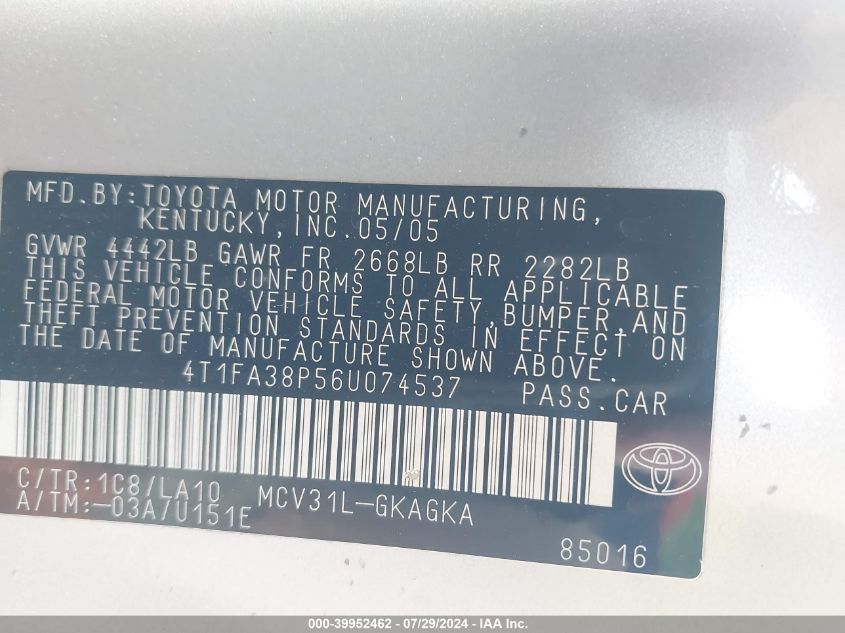 MFD.BY:TOYOTA MOTOR MANUFACTURING,
KENTUCKY,INC.05/05
GVWR 4442LB GAWR FR 2668LB RR 2282LB
THIS VEHICLE CONFORMS TO ALL APPLICABLE
FEDERAL MOTOR VEHICLE SAFETY,BUMPER,AND
THEFT PREVENTION STANDARDS IN EFFECT ON
THE DATE OF MANUFACTURE SHOWN ABOVE.
4T1FA38P56U074537 PASS.CAR
C/TR:1C8/LA10 MCV31L-GKAGKA
A/TM:-03A/U151E
85016
000-39952462 - 07/29/2024 - IAA Inc.